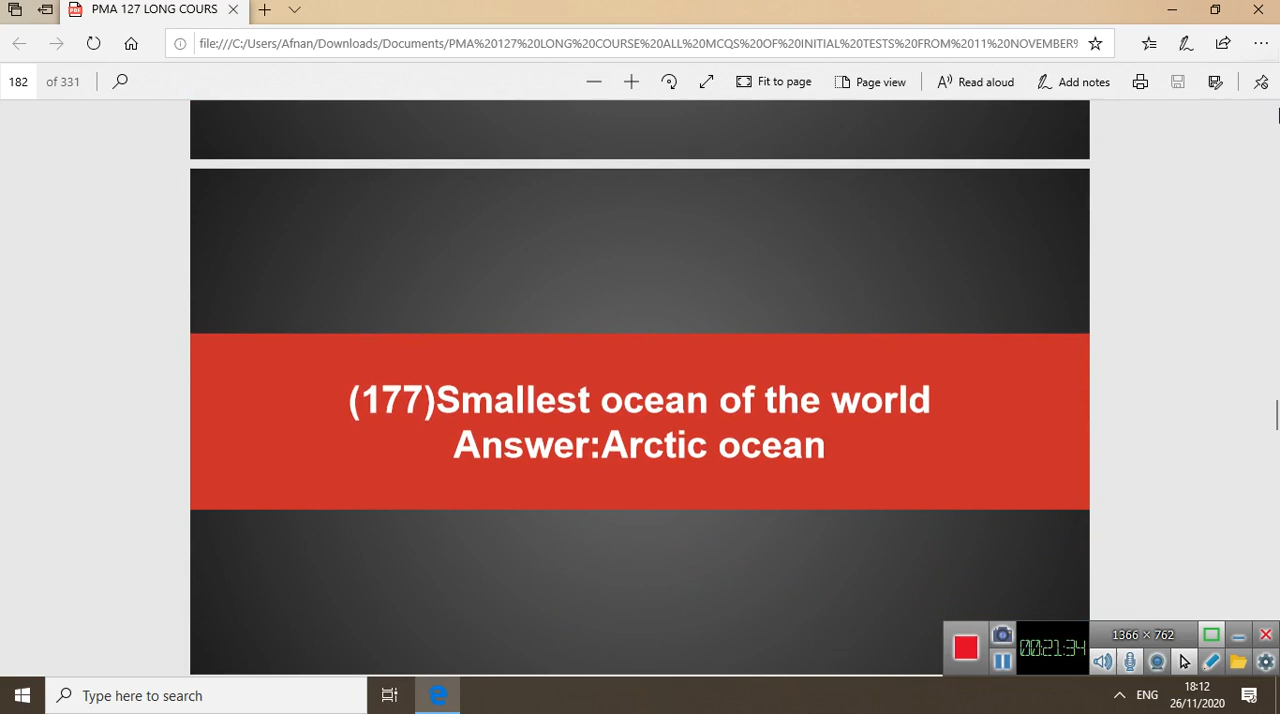 PMA 127 LONG COURS
file:///C:/Users/Afnan/Downloads/Documents/PMA%20127%20LONG%20COURSE%20ALL%20MCQS%20OF%20INITIAL%20TESTS%20FROM%2011%20NOVEMBER%
182 of 331
Fit to page
Page view
Read aloud
Add notes
(177)Smallest ocean of the world
Answer:Arctic ocean
1366 × 762
00:21:34
Type here to search
ENG
18:12
26/11/2020